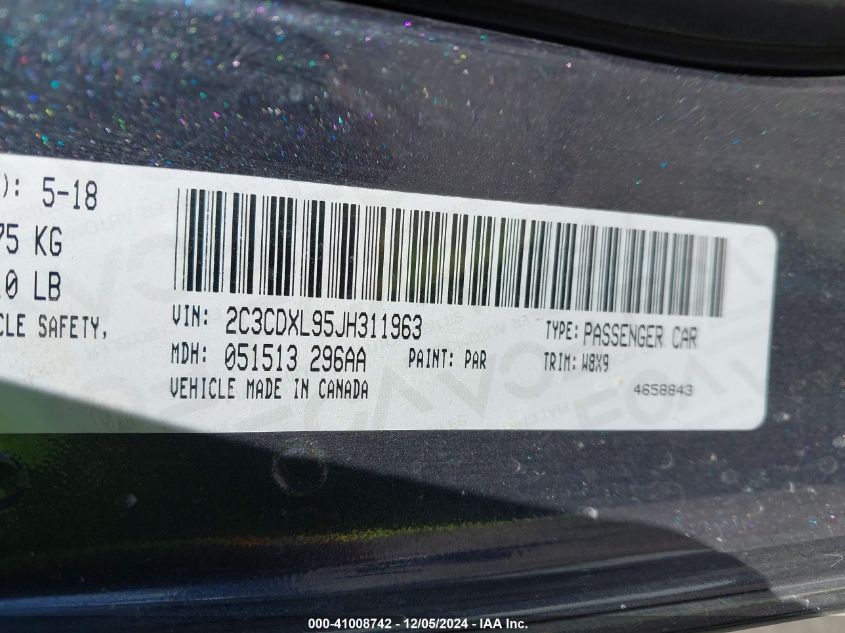 ): 5-18
75 KG
0 LB
CLE SAFETY,
VIN: 2C3CDXL95JH311963
TYPE: PASSENGER CAR
MDH: 051513 296AA PAINT: PAR
TRIM: W8X9
VEHICLE MADE IN CANADA
4658843
000-41008742 - 12/05/2024 - IAA Inc.